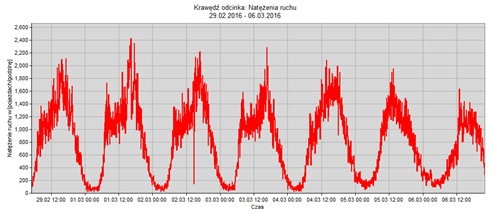 Krawędź odcinka: Natężenia ruchu
29.02.2016 - 06.03.2016
Natężenie ruchu w [pojazdach/godzinę]
2,600
2,400
2,200
2,000
1,800
1,600
1,400
1,200
1,000
800
600
400
200
0
29.02 12:00 01.03 00:00 01.03 12:00 02.03 00:00 02.03 12:00 03.03 00:00 03.03 12:00 04.03 00:00 04.03 12:00 05.03 00:00 05.03 12:00 06.03 00:00 06.03 12:00
Czas